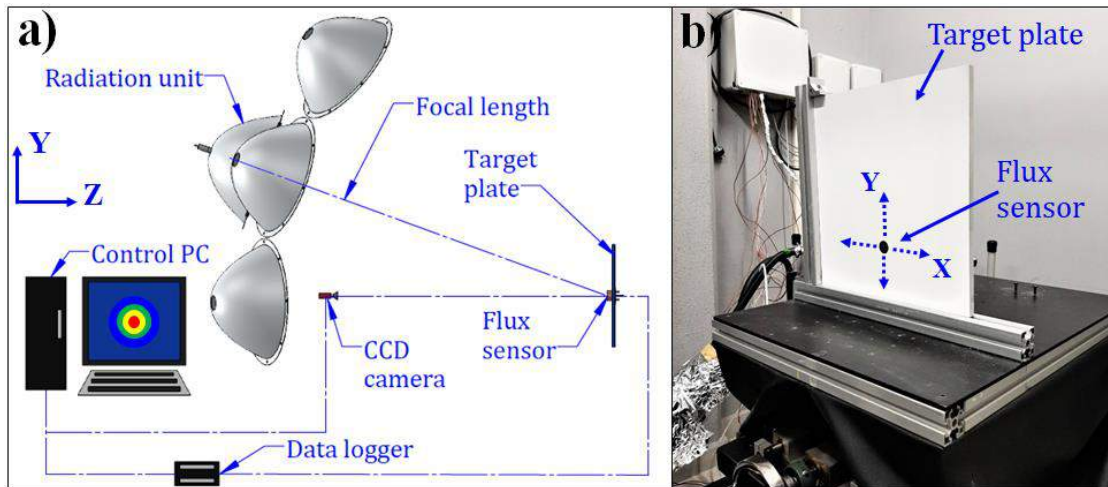 a)
Radiation unit
Focal length
Target
plate
Y
Z
Control PC
CCD
camera
Flux
sensor
Data logger
b)
Target plate
Flux
sensor
Y
X